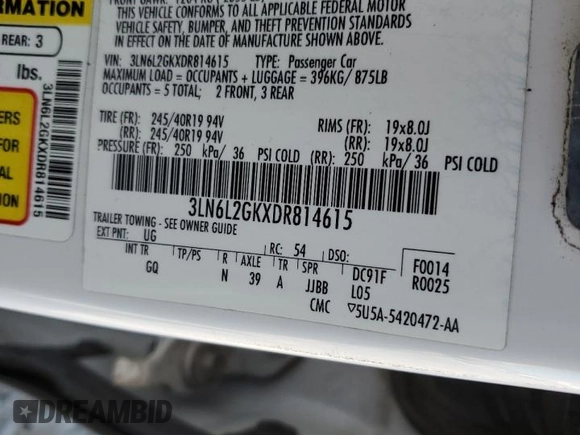 THIS VEHICLE CONFORMS TO ALL APPLICABLE FEDERAL MOTOR
VEHICLE SAFETY, BUMPER, AND THEFT PREVENTION STANDARDS
IN EFFECT ON THE DATE OF MANUFACTURE SHOWN ABOVE.
VIN: 3LN6L2GKXDR814615 TYPE: Passenger Car
MAXIMUM LOAD = OCCUPANTS + LUGGAGE = 396KG/ 875LB
OCCUPANTS = 5 TOTAL; 2 FRONT, 3 REAR
TIRE (FR): 245/40R19 94V RIMS (FR): 19x8.0J
(RR): 245/40R19 94V (RR): 19x8.0J
PRESSURE (FR): 250 kPa/ 36 PSI COLD (RR): 250 kPa/ 36 PSI COLD
3LN6L2GKXDR814615
TRAILER TOWING - SEE OWNER GUIDE
EXT PNT: UG RC: 54 DSO:
INT TR TP/PS R AXLE TR SPR DC91F F0014
GQ N 39 A JJBB L05 R0025
CMC ▽5U5A-5420472-AA
REAR: 3
lbs.
3LN6L2GKXDR814615
DREAMBID